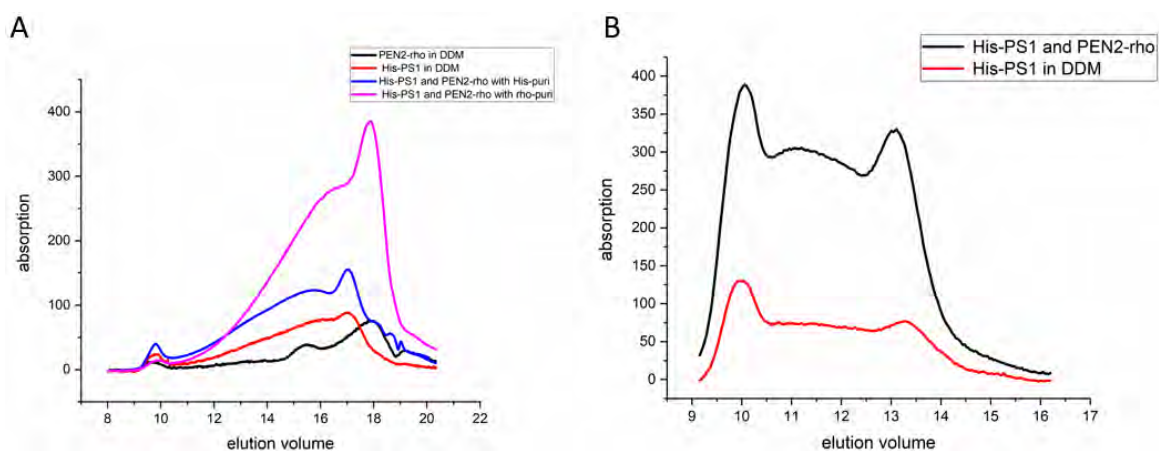 A
PEN2-rho in DDM
His-PS1 in DDM
His-PS1 and PEN2-rho with His-puri
His-PS1 and PEN2-rho with rho-puri
400
300
200
100
0
absorption
8 10 12 14 16 18 20 22
elution volume
B
His-PS1 and PEN2-rho
His-PS1 in DDM
400
350
300
250
200
150
100
50
0
absorption
9 10 11 12 13 14 15 16 17
elution volume